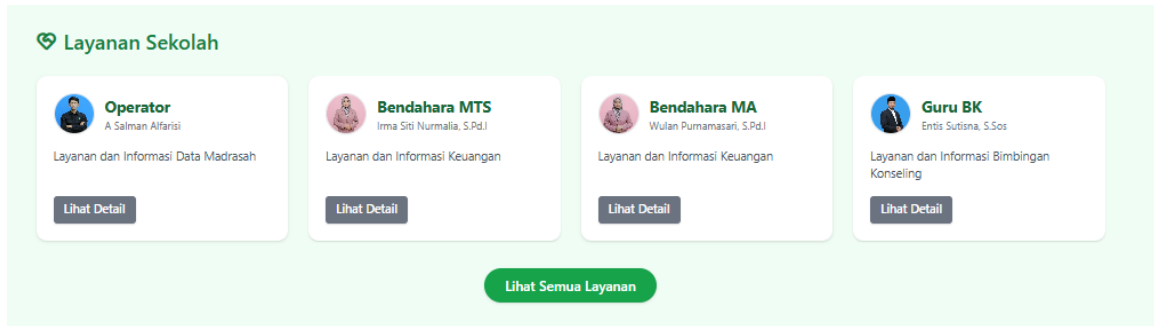 Layanan Sekolah
Operator
A Salman Alfarisi
Layanan dan Informasi Data Madrasah
Lihat Detail
Bendahara MTS
Irma Siti Nurmalia, S.Pd.I
Layanan dan Informasi Keuangan
Lihat Detail
Bendahara MA
Wulan Purnamasari, S.Pd.I
Layanan dan Informasi Keuangan
Lihat Detail
Guru BK
Entis Sutisna, S.Sos
Layanan dan Informasi Bimbingan
Konseling
Lihat Detail
Lihat Semua Layanan